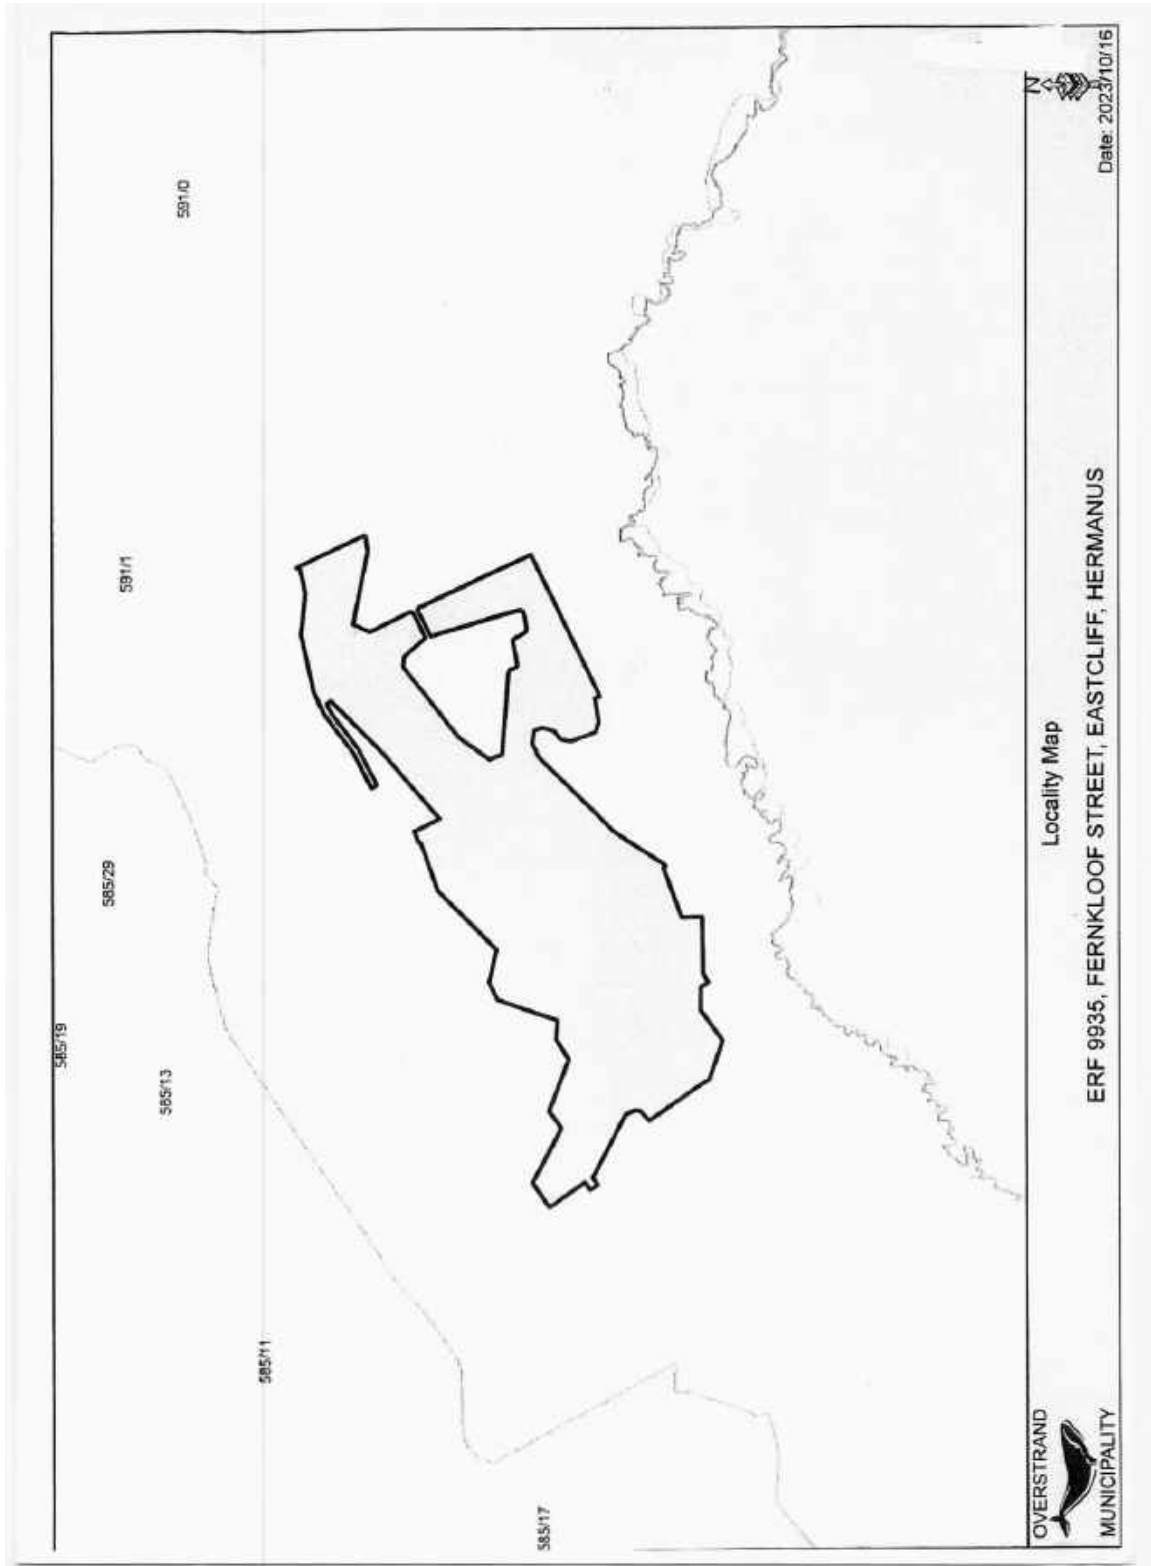 585/19
585/29
591/1
585/13
591/0
585/11
585/17
N
OVERSTRAND
MUNICIPALITY
Locality Map
ERF 9935, FERNKLOOF STREET, EASTCLIFF, HERMANUS
Date: 2023/10/16